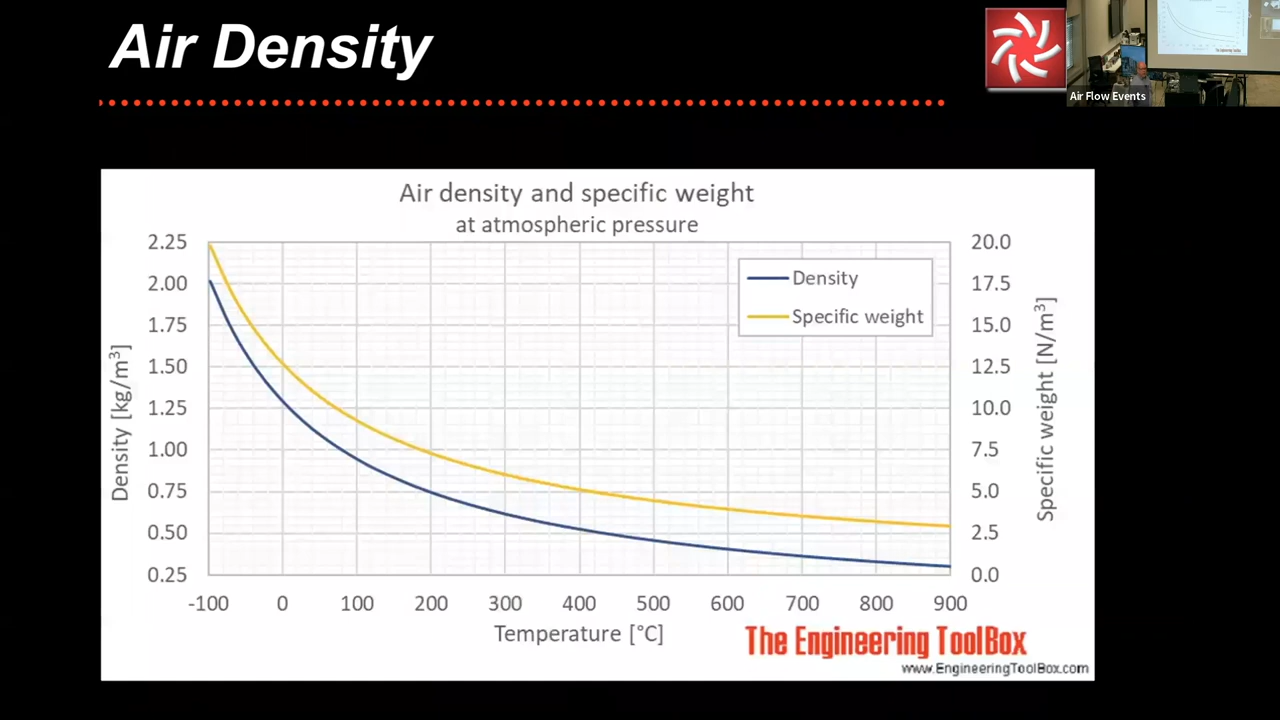 Air Density
Air Flow Events
Air density and specific weight
at atmospheric pressure
2.25
2.00
1.75
1.50
1.25
1.00
0.75
0.50
0.25
Density [kg/m³]
20.0
17.5
15.0
12.5
10.0
7.5
5.0
2.5
0.0
Specific weight [N/m³]
Density
Specific weight
-100 0 100 200 300 400 500 600 700 800 900
Temperature [°C]
The Engineering ToolBox
www.EngineeringToolBox.com